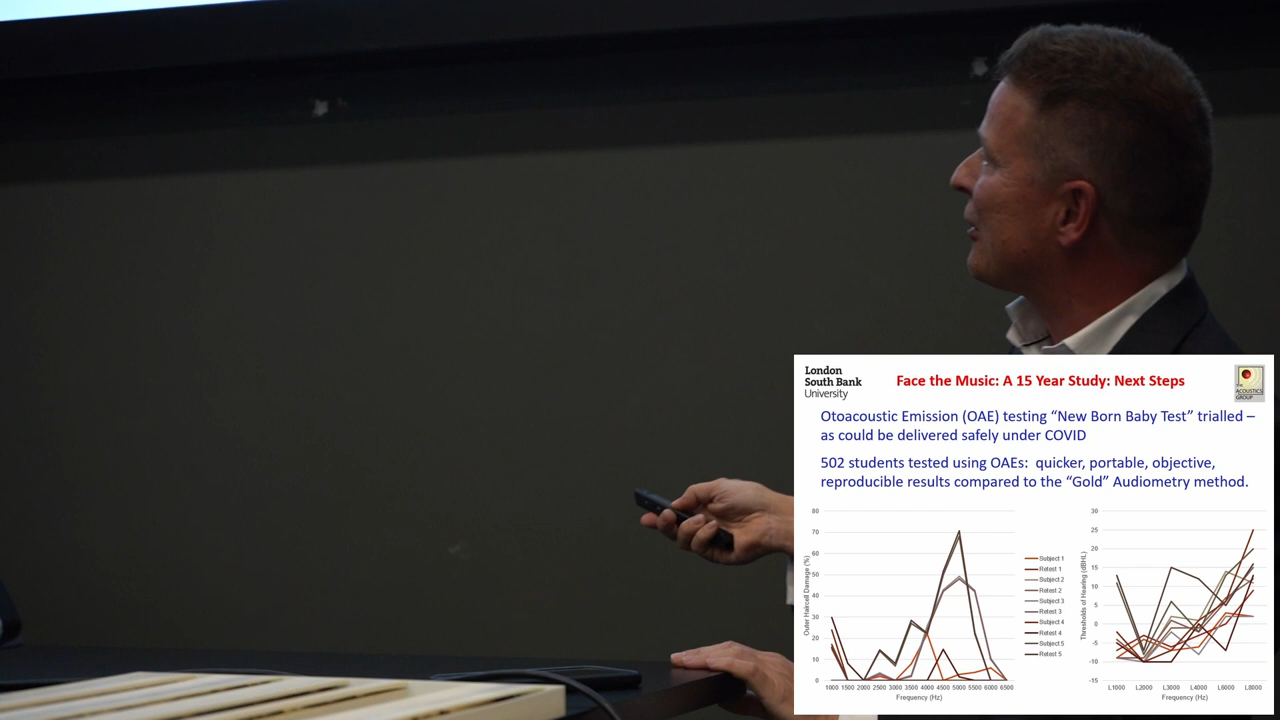 London
South Bank
University
Face the Music: A 15 Year Study: Next Steps
THE
ACOUSTICS
GROUP
Otoacoustic Emission (OAE) testing “New Born Baby Test” trialled –
as could be delivered safely under COVID
502 students tested using OAEs: quicker, portable, objective,
reproducible results compared to the “Gold” Audiometry method.
Outer Haircell Damage (%)
80
70
60
50
40
30
20
10
0
1000 1500 2000 2500 3000 3500 4000 4500 5000 5500 6000 6500
Frequency (Hz)
Subject 1
Retest 1
Subject 2
Retest 2
Subject 3
Retest 3
Subject 4
Retest 4
Subject 5
Retest 5
Thresholds of Hearing (dBHL)
30
25
20
15
10
5
0
-5
-10
-15
L1000 L2000 L3000 L4000 L6000 L8000
Frequency (Hz)